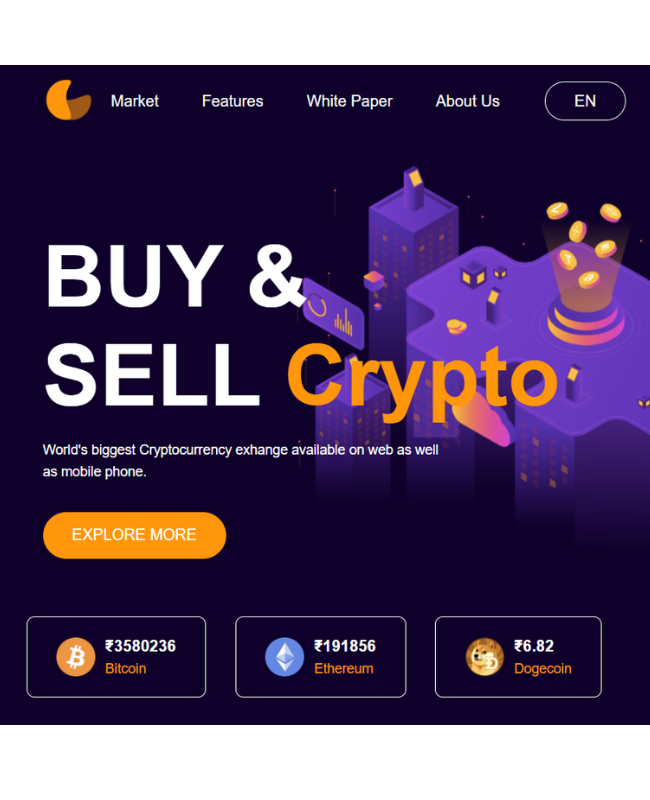 Market Features White Paper About Us EN
BUY &
SELL Crypto
World's biggest Cryptocurrency exhange available on web as well
as mobile phone.
EXPLORE MORE
₹3580236
Bitcoin
₹191856
Ethereum
₹6.82
Dogecoin